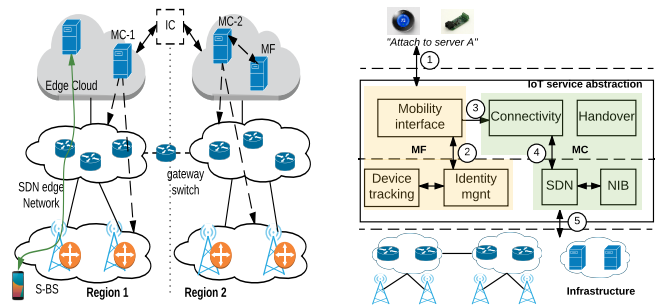 IC
MC-1
MC-2
MF
Edge Cloud
SDN edge
Network
gateway
switch
S-BS
Region 1
Region 2
"Attach to server A"
1
IoT service abstraction
Mobility
interface
3
Connectivity
Handover
MF
2
4
MC
Device
tracking
Identity
mgnt
SDN
NIB
5
Infrastructure